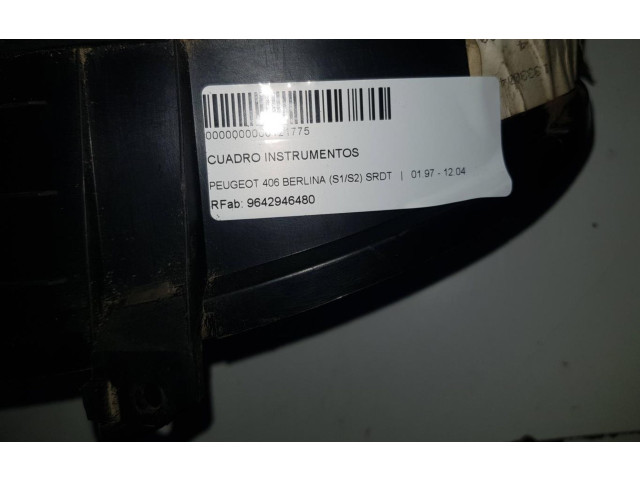 CUADRO INSTRUMENTOS
PEUGEOT 406 BERLINA (S1/S2) SRDT | 01.97 - 12.04
RFab: 9642946480